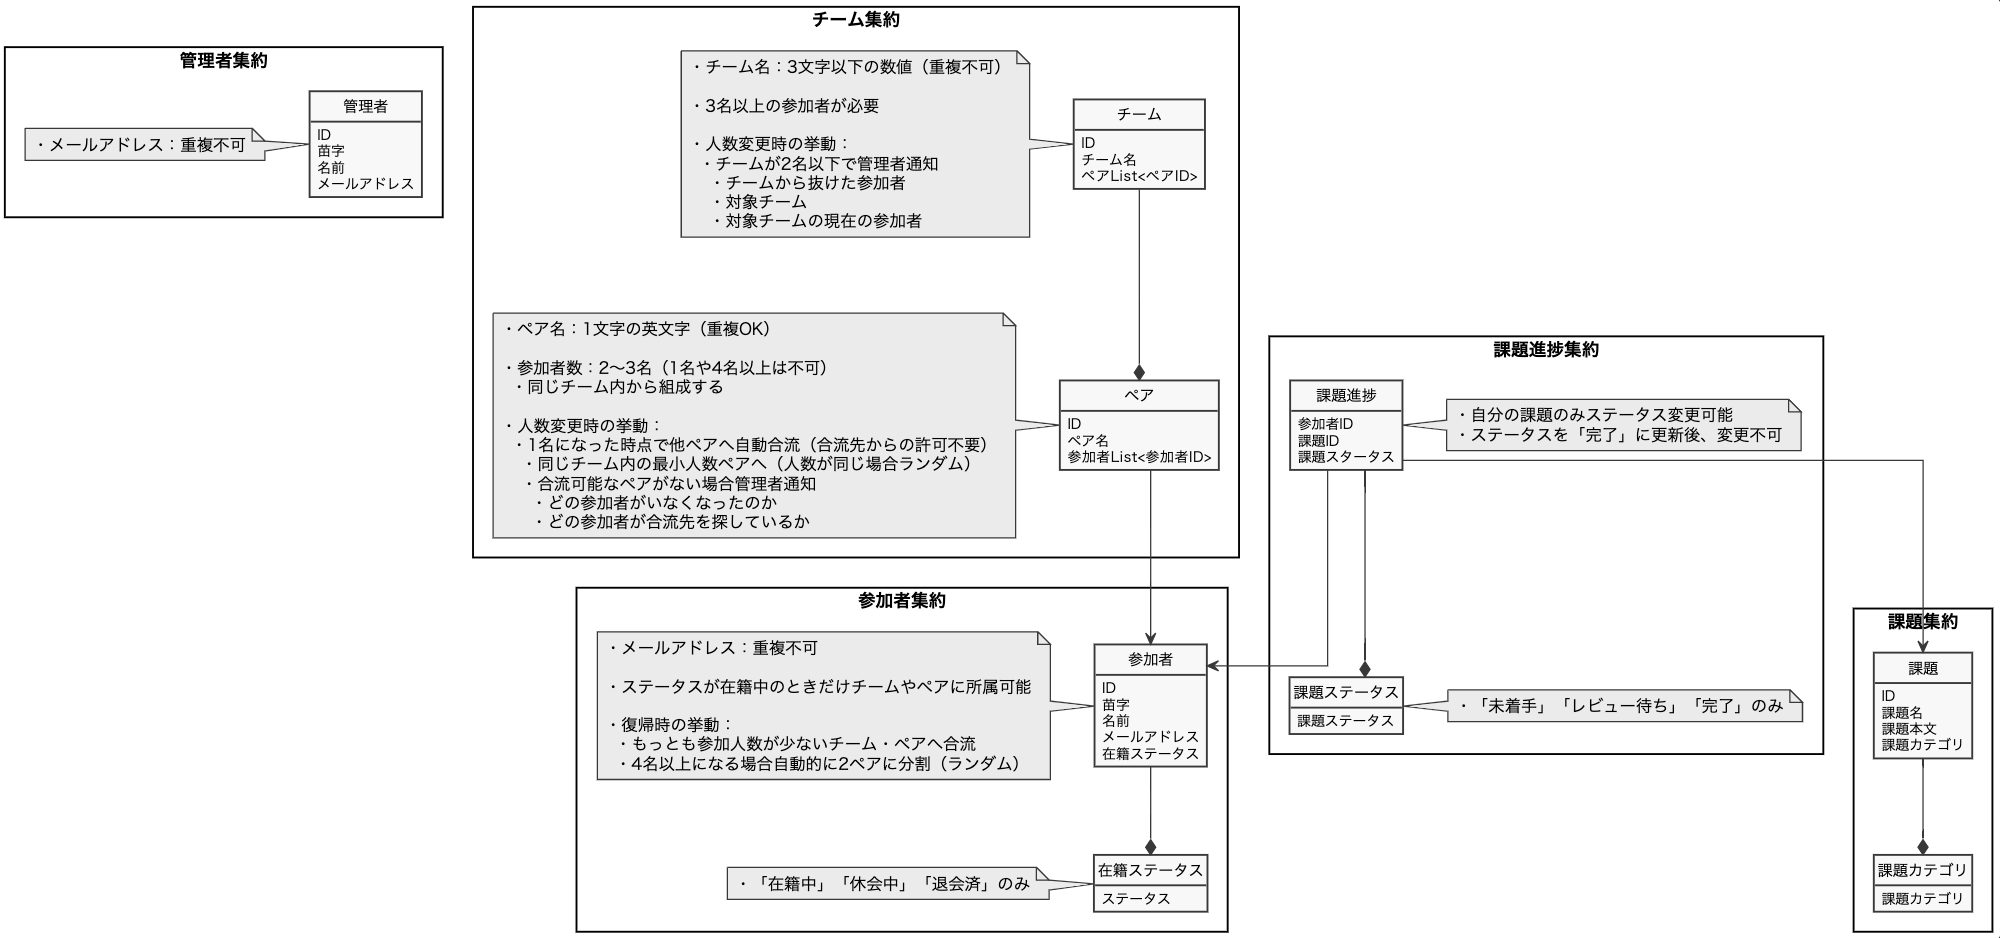 管理者集約
・メールアドレス：重複不可
管理者
ID
苗字
名前
メールアドレス
チーム集約
・チーム名：3文字以下の数値（重複不可）
・3名以上の参加者が必要
・人数変更時の挙動：
・チームが2名以下で管理者通知
・チームから抜けた参加者
・対象チーム
・対象チームの現在の参加者
チーム
ID
チーム名
ペアList<ペアID>
・ペア名：1文字の英文字（重複OK）
・参加者数：2〜3名（1名や4名以上は不可）
・同じチーム内から組成する
・人数変更時の挙動：
・1名になった時点で他ペアへ自動合流（合流先からの許可不要）
・同じチーム内の最小人数ペアへ（人数が同じ場合ランダム）
・合流可能なペアがない場合管理者通知
・どの参加者がいなくなったのか
・どの参加者が合流先を探しているか
ペア
ID
ペア名
参加者List<参加者ID>
課題進捗集約
課題進捗
参加者ID
課題ID
課題スタータス
・自分の課題のみステータス変更可能
・ステータスを「完了」に更新後、変更不可
課題ステータス
課題ステータス
・「未着手」「レビュー待ち」「完了」のみ
参加者集約
・メールアドレス：重複不可
・ステータスが在籍中のときだけチームやペアに所属可能
・復帰時の挙動：
・もっとも参加人数が少ないチーム・ペアへ合流
・4名以上になる場合自動的に2ペアに分割（ランダム）
参加者
ID
苗字
名前
メールアドレス
在籍ステータス
・「在籍中」「休会中」「退会済」のみ
在籍ステータス
ステータス
課題集約
課題
ID
課題名
課題本文
課題カテゴリ
課題カテゴリ
課題カテゴリ